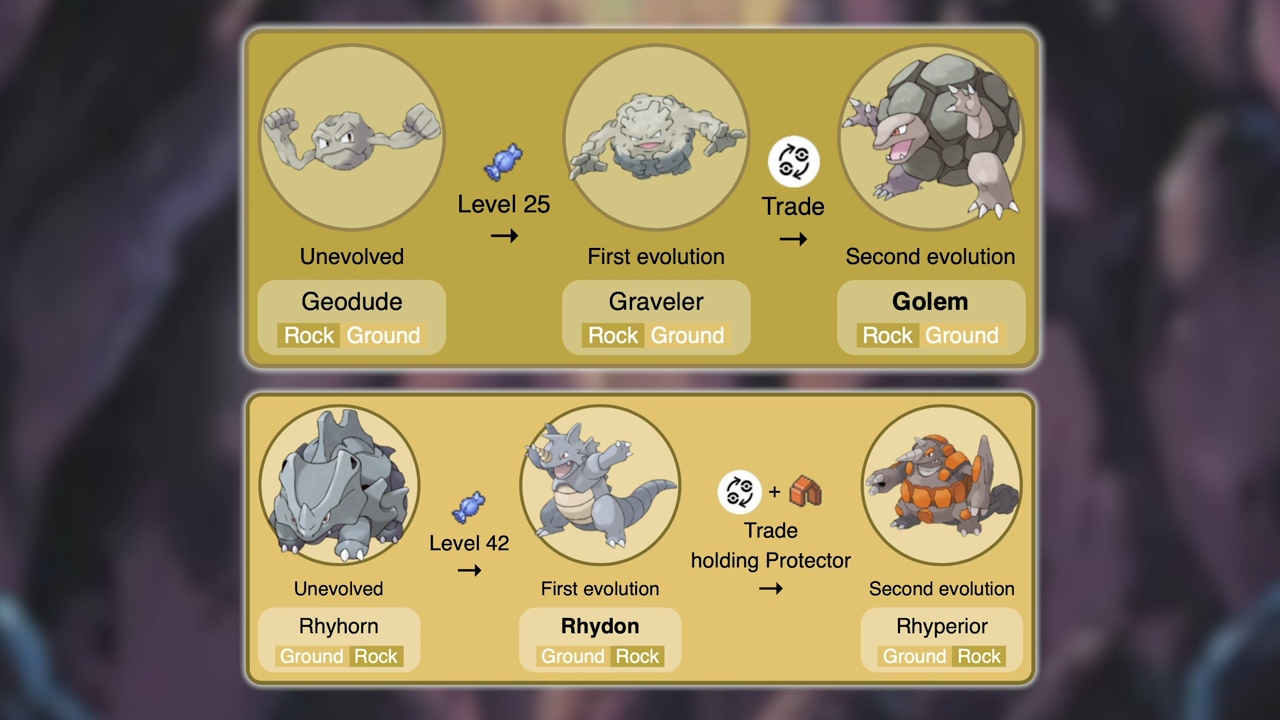 Level 25
→
Trade
→
Unevolved
First evolution
Second evolution
Geodude
Graveler
Golem
Rock Ground
Rock Ground
Rock Ground
+
Level 42
→
Trade
holding Protector
→
Unevolved
First evolution
Second evolution
Rhyhorn
Rhydon
Rhyperior
Ground Rock
Ground Rock
Ground Rock